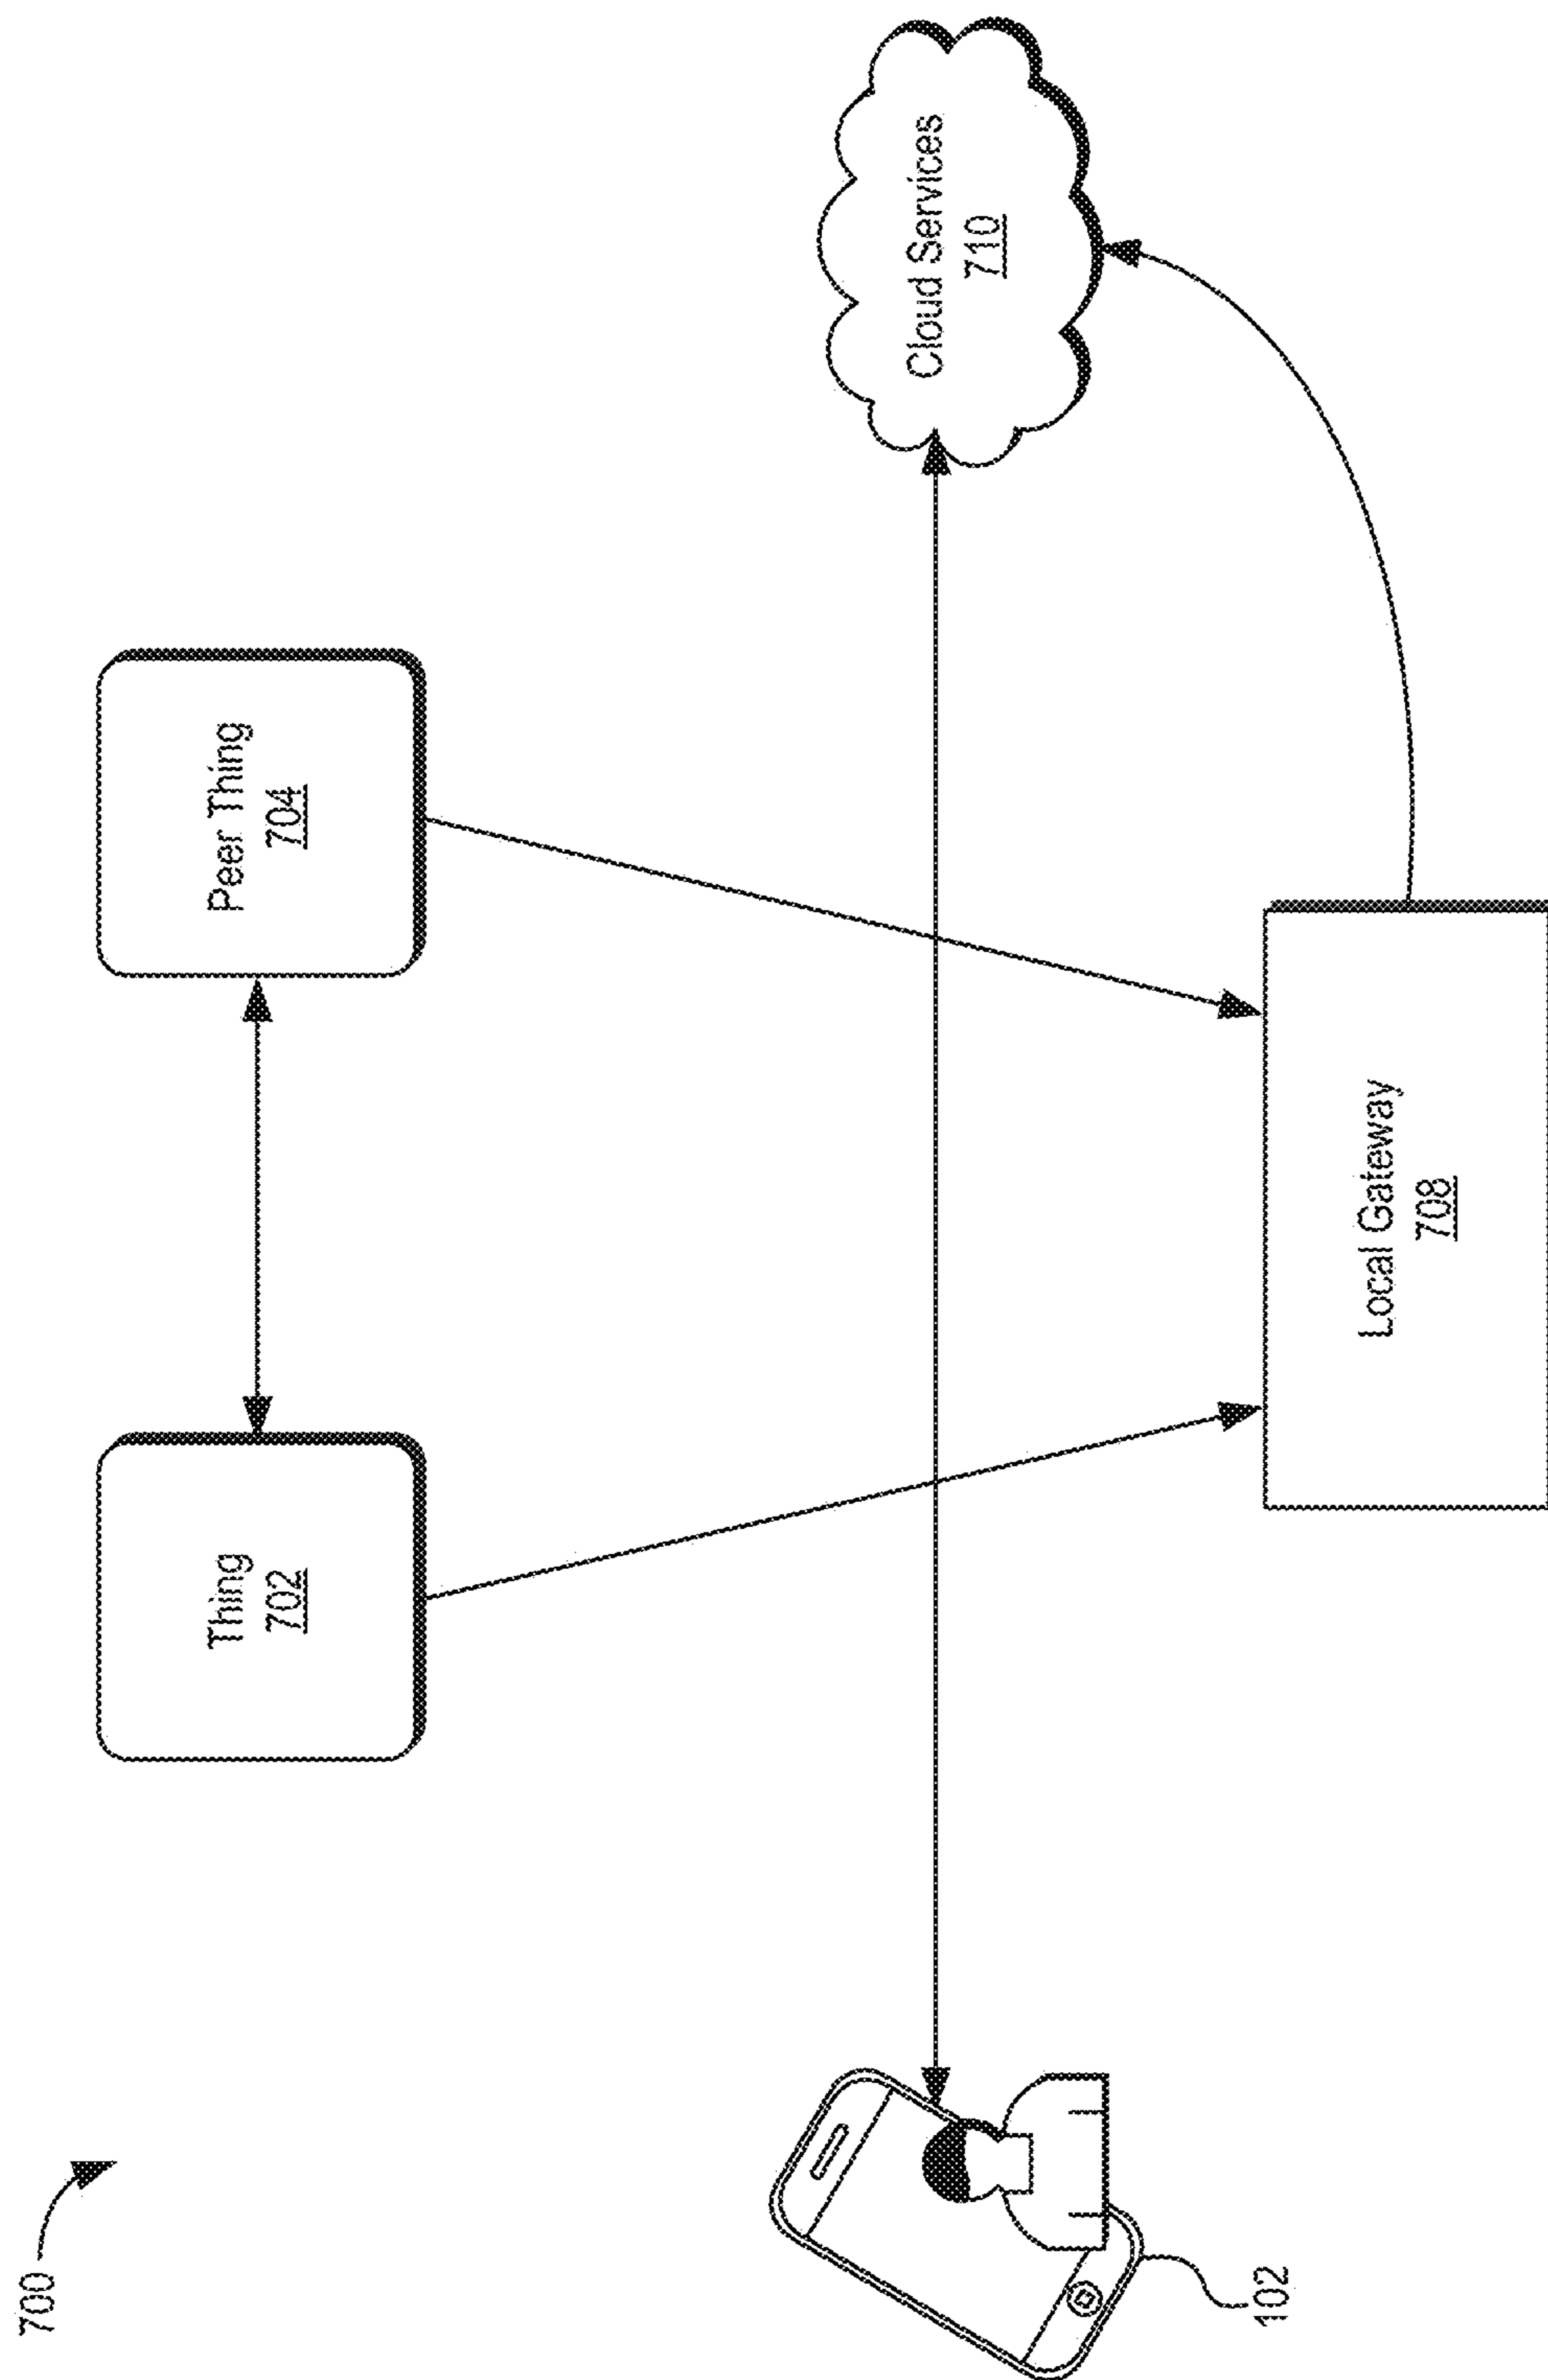 700
Thing
702
Peer Thing
704
Cloud Services
710
102
Local Gateway
708